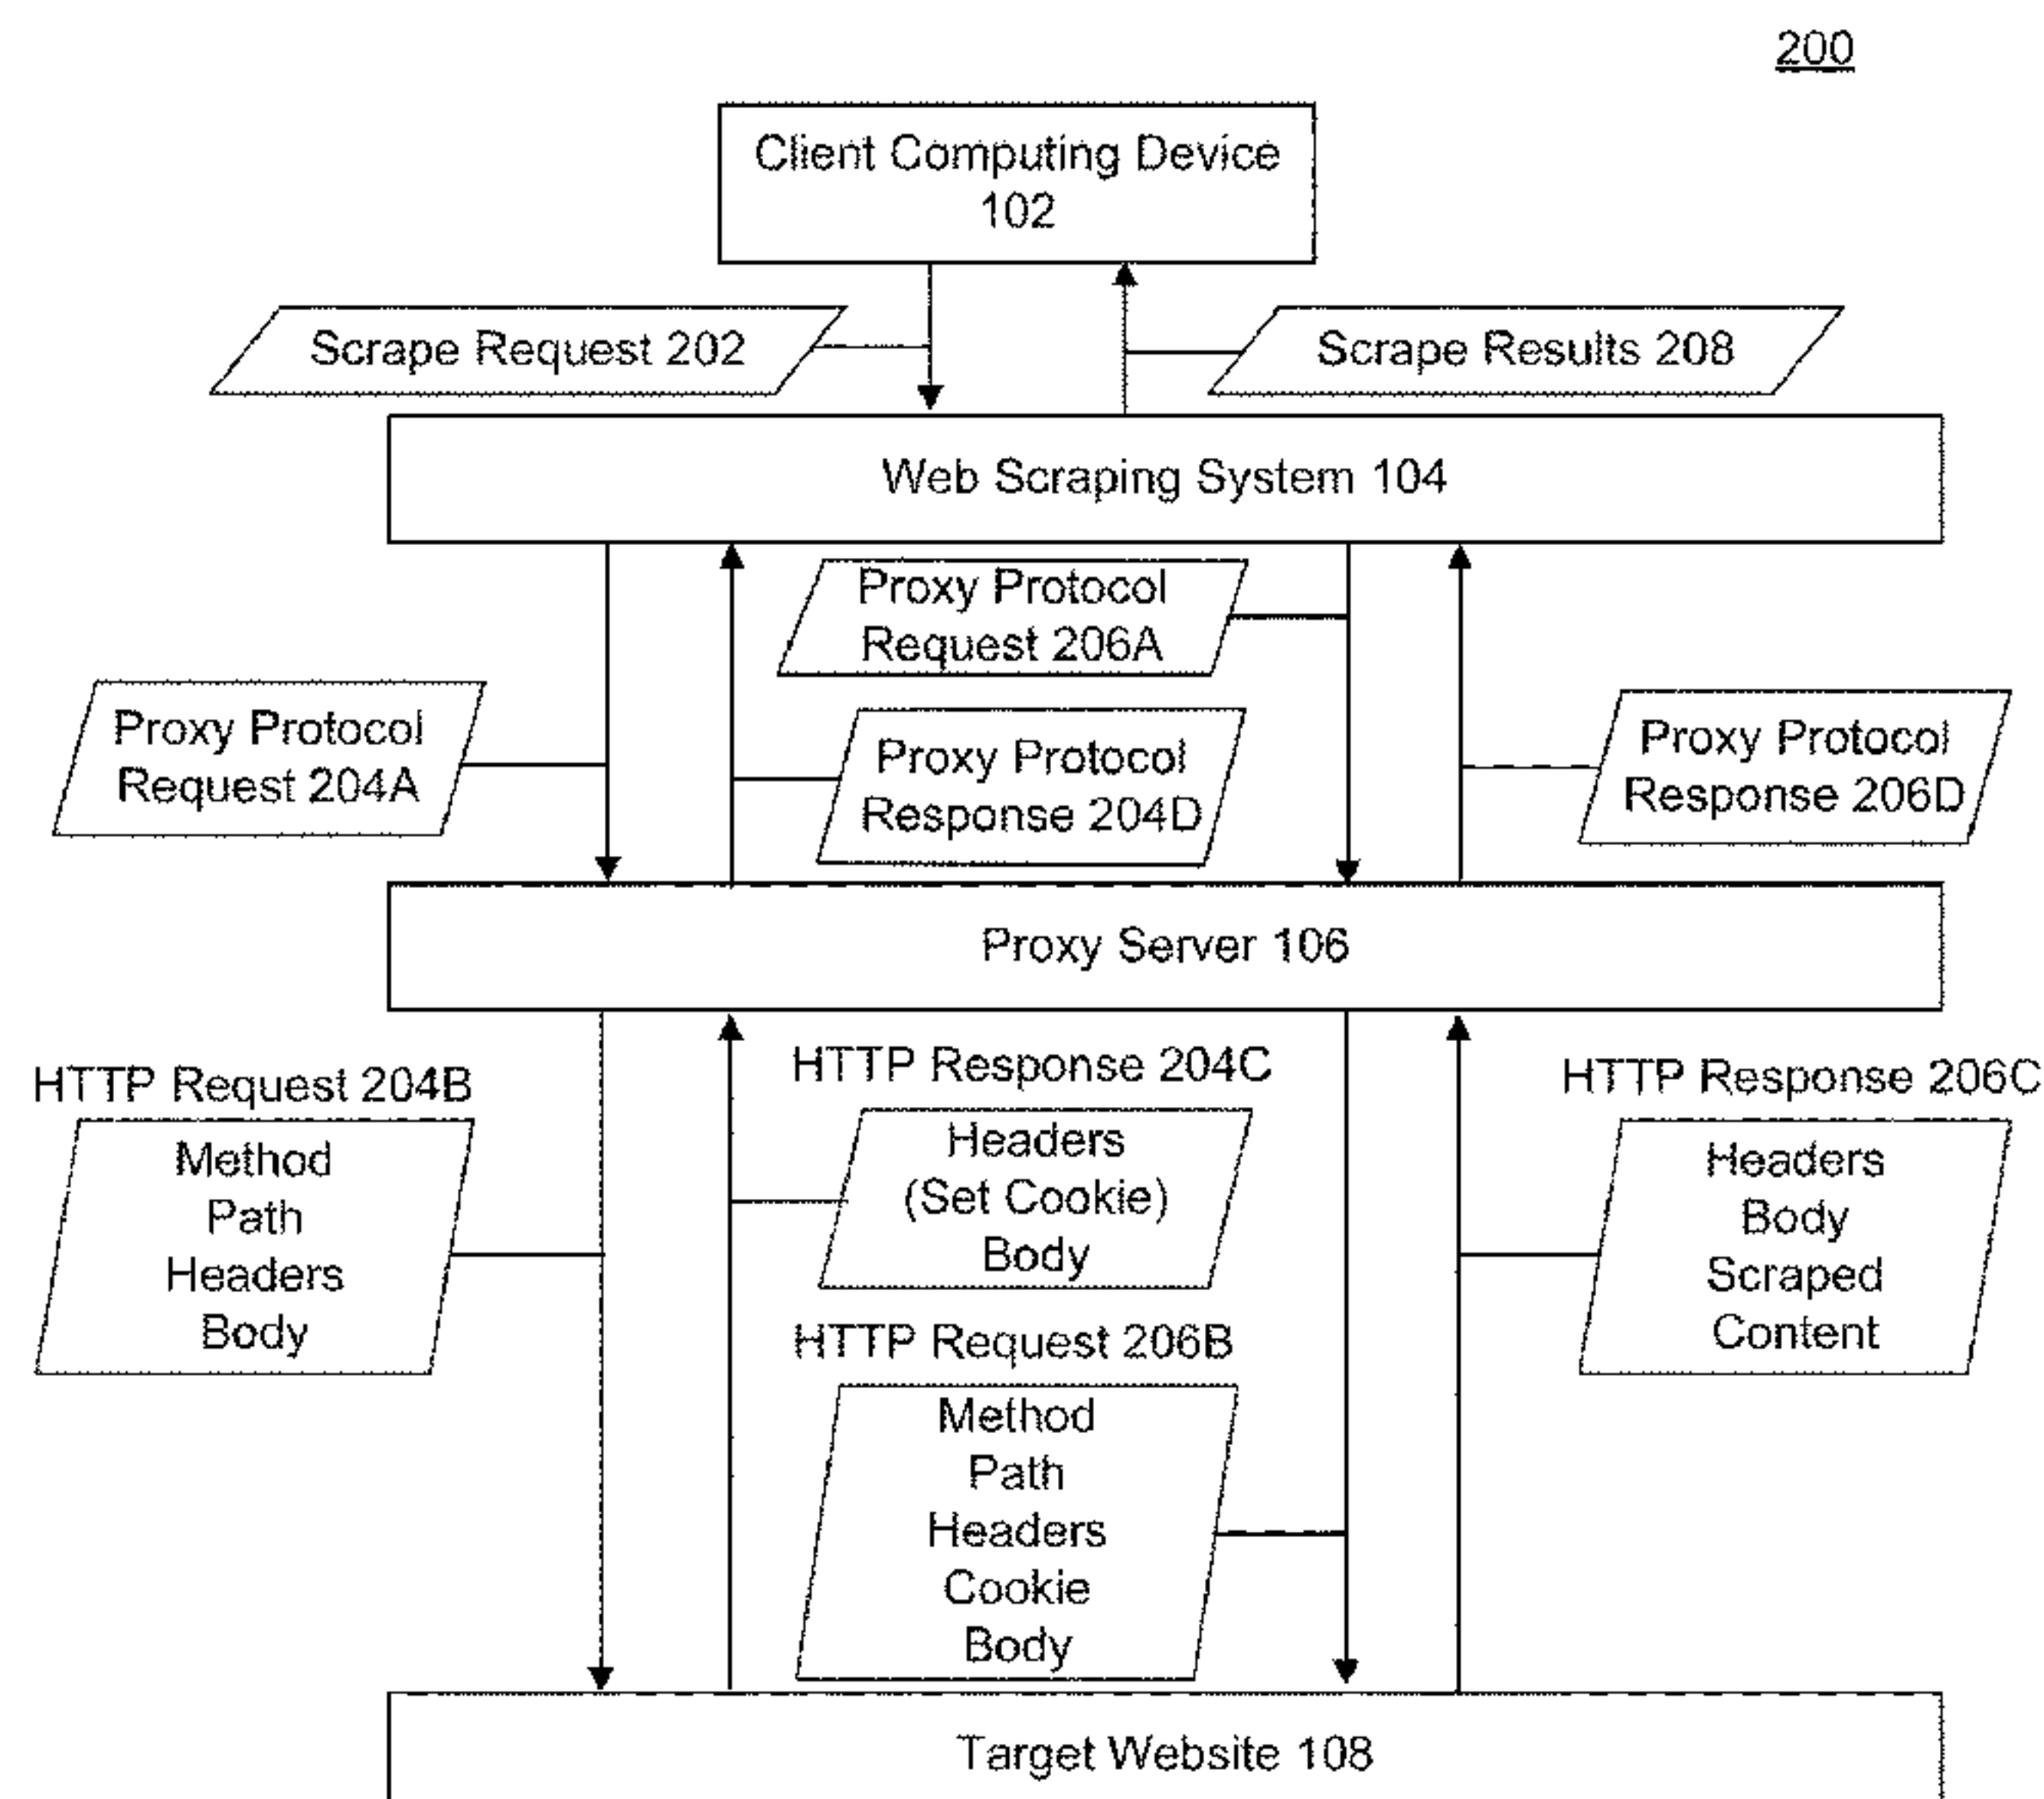 200
Client Computing Device
102
Scrape Request 202
Scrape Results 208
Web Scraping System 104
Proxy Protocol
Request 206A
Proxy Protocol
Request 204A
Proxy Protocol
Response 204D
Proxy Protocol
Response 206D
Proxy Server 106
HTTP Request 204B
Method
Path
Headers
Body
HTTP Response 204C
Headers
(Set Cookie)
Body
HTTP Request 206B
Method
Path
Headers
Cookie
Body
HTTP Response 206C
Headers
Body
Scraped
Content
Target Website 108